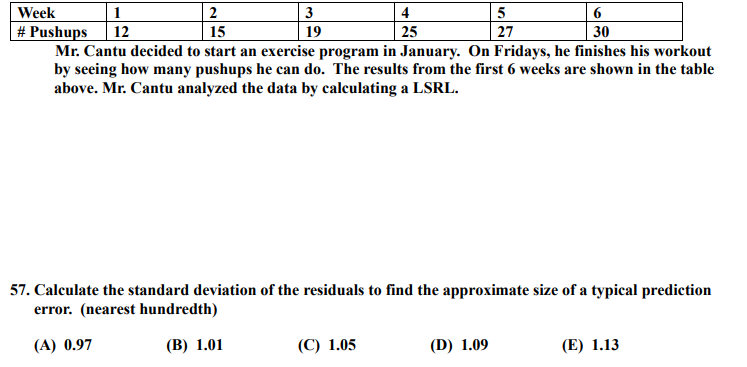 Week 1 2 3 4 5 6
# Pushups 12 15 19 25 27 30
Mr. Cantu decided to start an exercise program in January. On Fridays, he finishes his workout
by seeing how many pushups he can do. The results from the first 6 weeks are shown in the table
above. Mr. Cantu analyzed the data by calculating a LSRL.
57. Calculate the standard deviation of the residuals to find the approximate size of a typical prediction
error. (nearest hundredth)
(A) 0.97 (B) 1.01 (C) 1.05 (D) 1.09 (E) 1.13